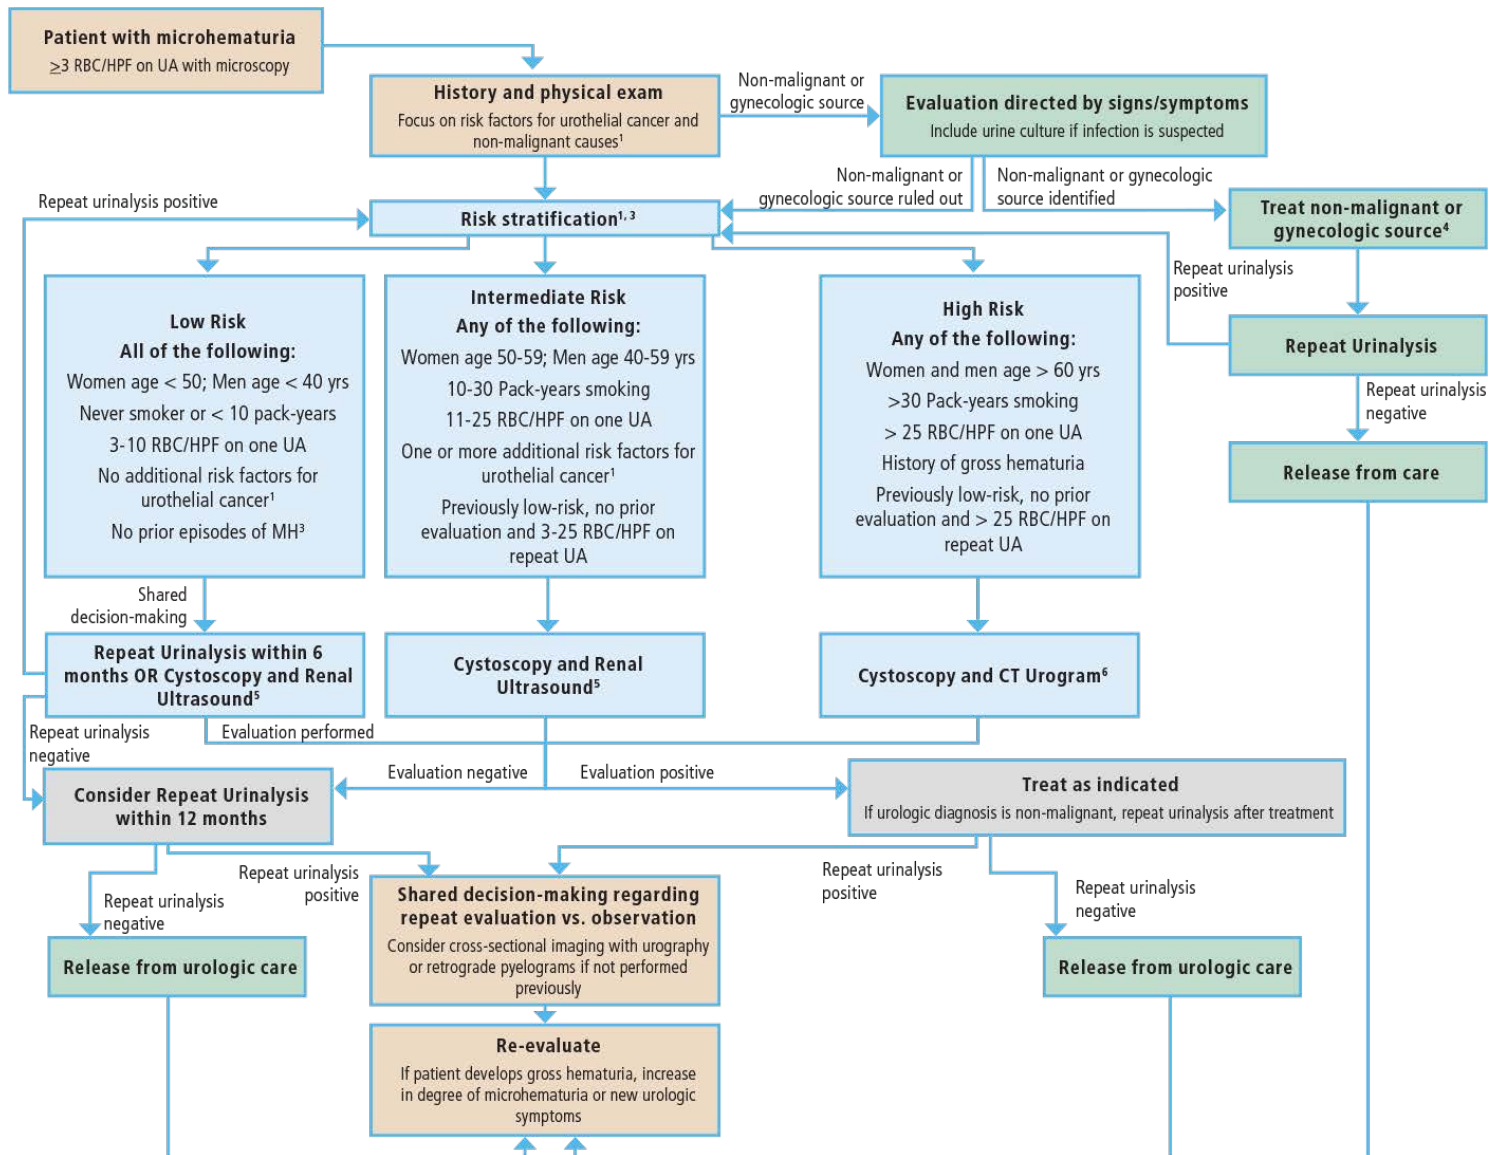 Patient with microhematuria
≥3 RBC/HPF on UA with microscopy
History and physical exam
Focus on risk factors for urothelial cancer and
non-malignant causes¹
Non-malignant or
gynecologic source
Evaluation directed by signs/symptoms
Include urine culture if infection is suspected
Non-malignant or
gynecologic source ruled out
Non-malignant or gynecologic
source identified
Treat non-malignant or
gynecologic source⁴
Repeat urinalysis positive
Risk stratification¹,³
Repeat urinalysis
positive
Repeat Urinalysis
Repeat urinalysis
negative
Release from care
Low Risk
All of the following:
Women age < 50; Men age < 40 yrs
Never smoker or < 10 pack-years
3-10 RBC/HPF on one UA
No additional risk factors for
urothelial cancer¹
No prior episodes of MH³
Intermediate Risk
Any of the following:
Women age 50-59; Men age 40-59 yrs
10-30 Pack-years smoking
11-25 RBC/HPF on one UA
One or more additional risk factors for
urothelial cancer¹
Previously low-risk, no prior
evaluation and 3-25 RBC/HPF on
repeat UA
High Risk
Any of the following:
Women and men age > 60 yrs
>30 Pack-years smoking
> 25 RBC/HPF on one UA
History of gross hematuria
Previously low-risk, no prior
evaluation and > 25 RBC/HPF on
repeat UA
Shared
decision-making
Repeat Urinalysis within 6
months OR Cystoscopy and Renal
Ultrasound⁵
Cystoscopy and Renal
Ultrasound⁵
Cystoscopy and CT Urogram⁶
Repeat urinalysis
negative
Evaluation performed
Evaluation negative
Evaluation positive
Consider Repeat Urinalysis
within 12 months
Treat as indicated
If urologic diagnosis is non-malignant, repeat urinalysis after treatment
Repeat urinalysis
negative
Repeat urinalysis
positive
Shared decision-making regarding
repeat evaluation vs. observation
Consider cross-sectional imaging with urography
or retrograde pyelograms if not performed
previously
Repeat urinalysis
positive
Repeat urinalysis
negative
Release from urologic care
Release from urologic care
Re-evaluate
If patient develops gross hematuria, increase
in degree of microhematuria or new urologic
symptoms